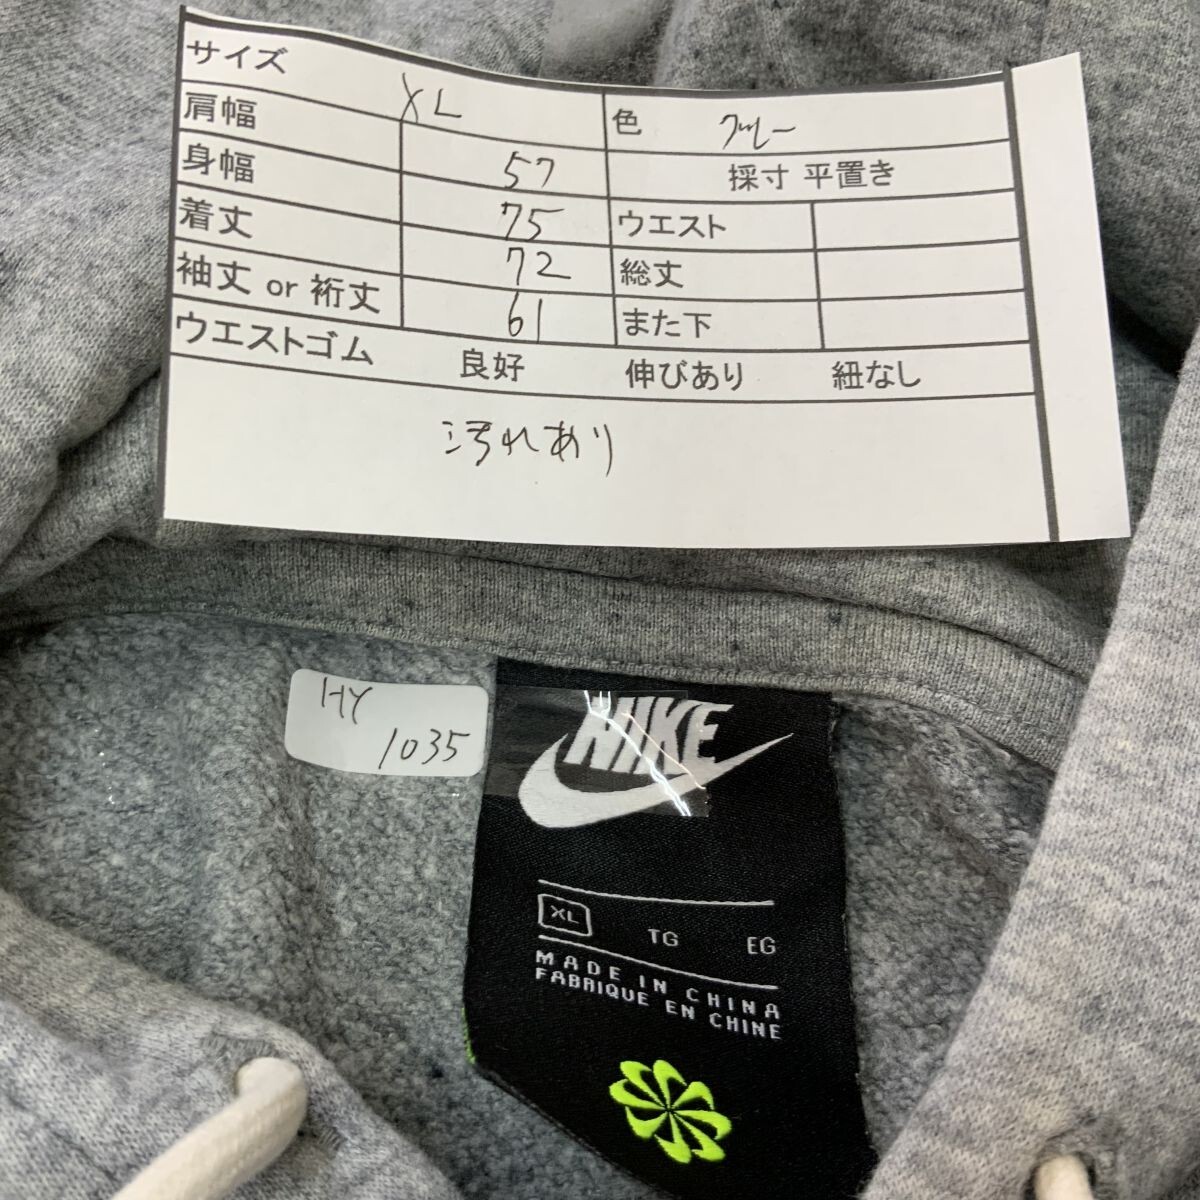 サイズ XL 色 グレー
肩幅 57 採寸 平置き
身幅 75 ウエスト
着丈 72 総丈
袖丈 or 裄丈 61 また下
ウエストゴム 良好 伸びあり 紐なし
汚れあり
HY
1035
NIKE
XL TG EG
MADE IN CHINA
FABRIQUE EN CHINE